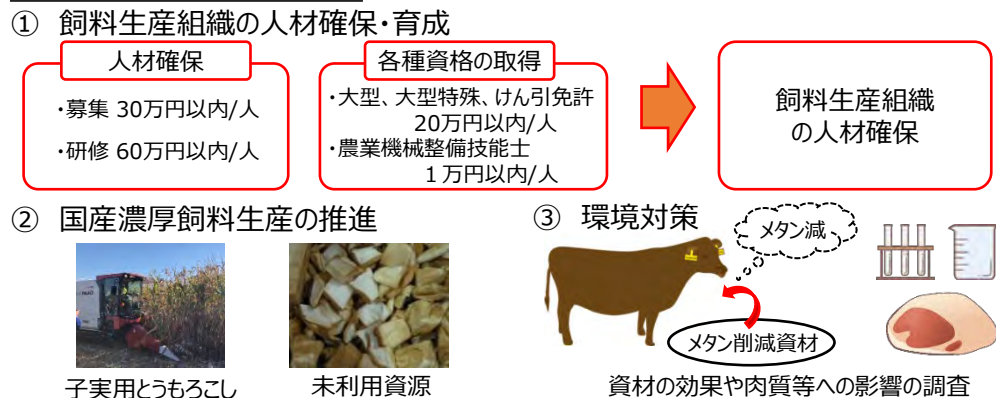 ① 飼料生産組織の人材確保・育成
人材確保
・募集 30万円以内/人
・研修 60万円以内/人
各種資格の取得
・大型、大型特殊、けん引免許
20万円以内/人
・農業機械整備技能士
１万円以内/人
飼料生産組織
の人材確保
② 国産濃厚飼料生産の推進
子実用とうもろこし
未利用資源
③ 環境対策
メタン減
メタン削減資材
資材の効果や肉質等への影響の調査